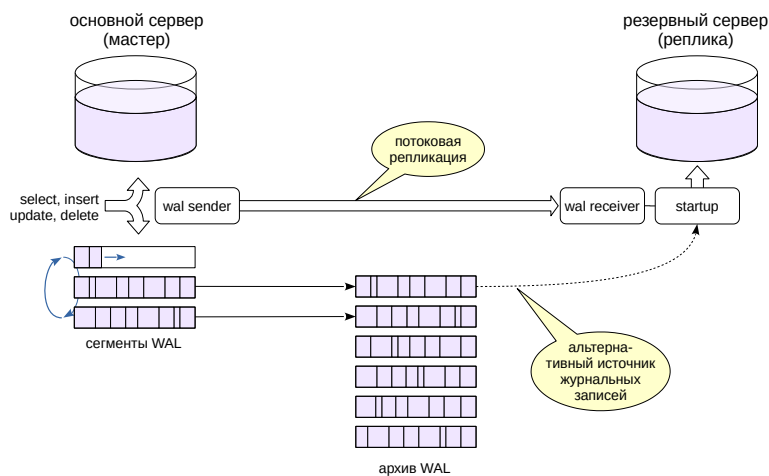 основной сервер
(мастер)
резервный сервер
(реплика)
потоковая
репликация
select, insert
update, delete
wal sender
wal receiver
startup
сегменты WAL
альтерна-
тивный источник
журнальных
записей
архив WAL